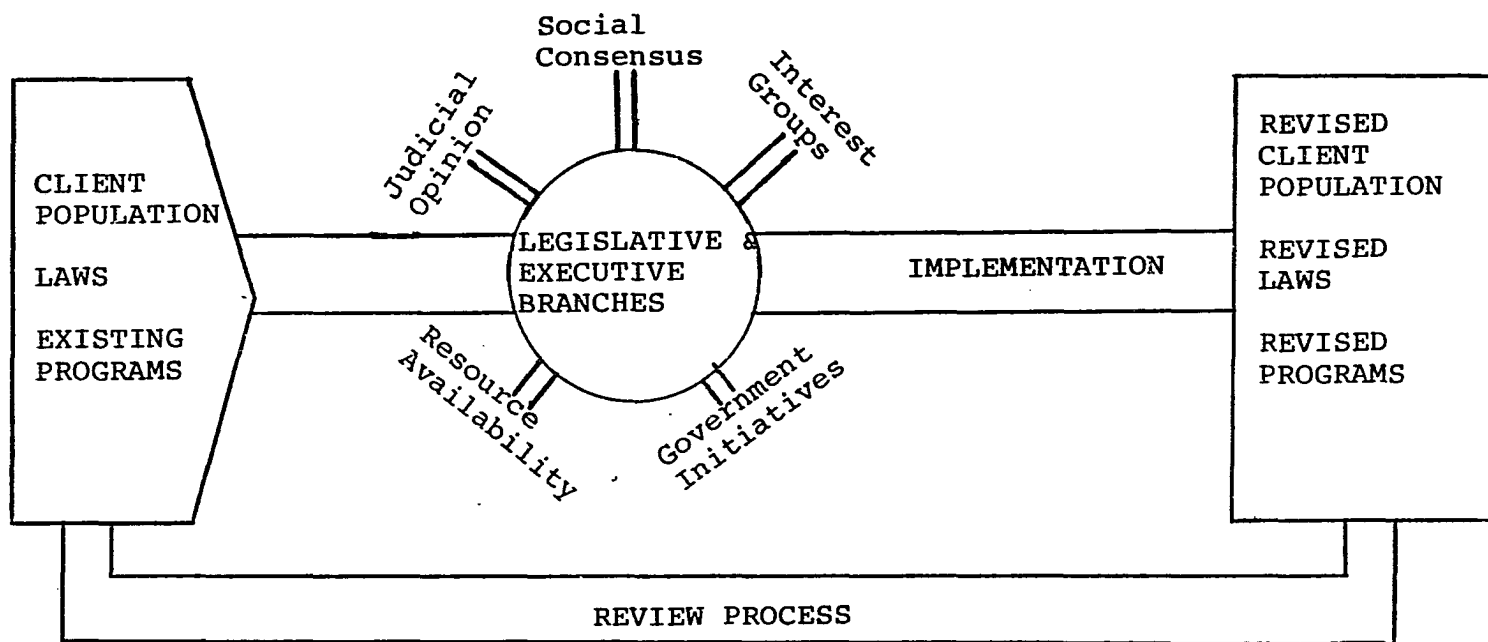 Social
Consensus
Judicial
Opinion
Interest
Groups
CLIENT
POPULATION
LAWS
EXISTING
PROGRAMS
LEGISLATIVE &
EXECUTIVE
BRANCHES
IMPLEMENTATION
REVISED
CLIENT
POPULATION
REVISED
LAWS
REVISED
PROGRAMS
Resource
Availability
Government
Initiatives
REVIEW PROCESS